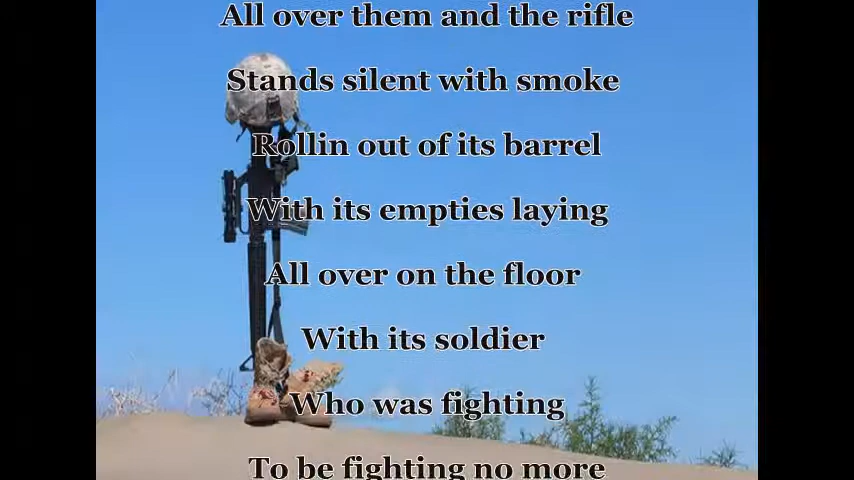 All over them and the rifle
Stands silent with smoke
Rollin out of its barrel
With its empties laying
All over on the floor
With its soldier
Who was fighting
To be fighting no more